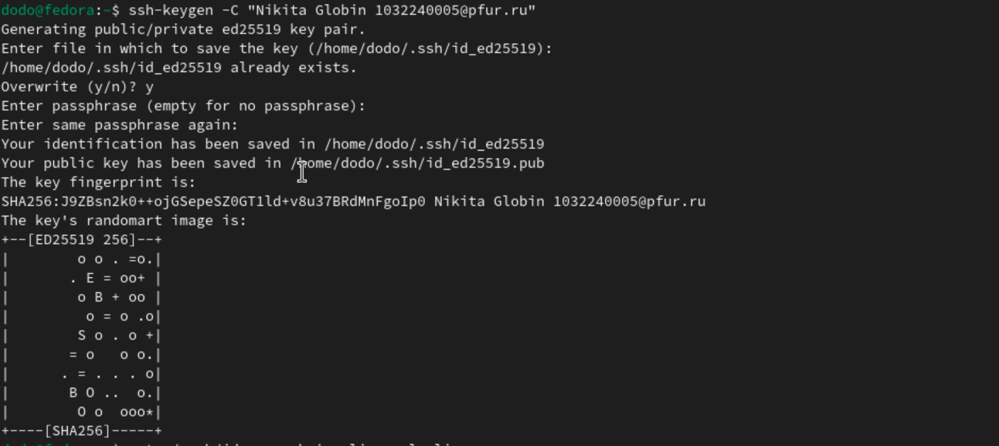 dodo@fedora:~$ ssh-keygen -C "Nikita Globin 1032240005@pfur.ru"
Generating public/private ed25519 key pair.
Enter file in which to save the key (/home/dodo/.ssh/id_ed25519):
/home/dodo/.ssh/id_ed25519 already exists.
Overwrite (y/n)? y
Enter passphrase (empty for no passphrase):
Enter same passphrase again:
Your identification has been saved in /home/dodo/.ssh/id_ed25519
Your public key has been saved in /home/dodo/.ssh/id_ed25519.pub
The key fingerprint is:
SHA256:J9ZBsn2k0++ojGSepeSZ0GT1ld+v8u37BRdMnFgoIp0 Nikita Globin 1032240005@pfur.ru
The key's randomart image is:
+--[ED25519 256]--+
|        o o . =o.|
|       . E = oo+ |
|        o B + oo |
|         o = o .o|
|        S o . o +|
|       = o   o o.|
|      . = . . . o|
|       B O ..  o.|
|        O o  ooo*|
+----[SHA256]-----+